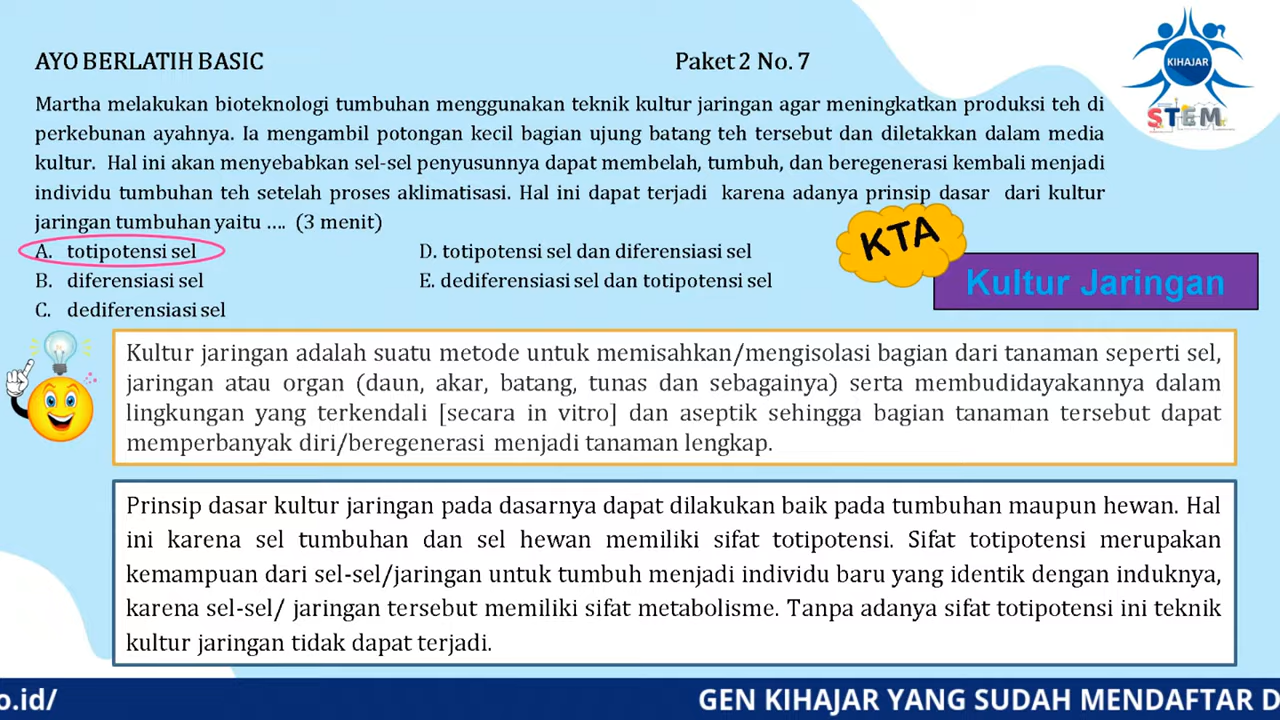 AYO BERLATIH BASIC
Paket 2 No. 7
KIHAJAR
STEM
Martha melakukan bioteknologi tumbuhan menggunakan teknik kultur jaringan agar meningkatkan produksi teh di
perkebunan ayahnya. Ia mengambil potongan kecil bagian ujung batang teh tersebut dan diletakkan dalam media
kultur. Hal ini akan menyebabkan sel-sel penyusunnya dapat membelah, tumbuh, dan beregenerasi kembali menjadi
individu tumbuhan teh setelah proses aklimatisasi. Hal ini dapat terjadi karena adanya prinsip dasar dari kultur
jaringan tumbuhan yaitu .... (3 menit)
A. totipotensi sel
B. diferensiasi sel
C. dediferensiasi sel
D. totipotensi sel dan diferensiasi sel
E. dediferensiasi sel dan totipotensi sel
KTA
Kultur Jaringan
Kultur jaringan adalah suatu metode untuk memisahkan/mengisolasi bagian dari tanaman seperti sel,
jaringan atau organ (daun, akar, batang, tunas dan sebagainya) serta membudidayakannya dalam
lingkungan yang terkendali [secara in vitro] dan aseptik sehingga bagian tanaman tersebut dapat
memperbanyak diri/beregenerasi menjadi tanaman lengkap.
Prinsip dasar kultur jaringan pada dasarnya dapat dilakukan baik pada tumbuhan maupun hewan. Hal
ini karena sel tumbuhan dan sel hewan memiliki sifat totipotensi. Sifat totipotensi merupakan
kemampuan dari sel-sel/jaringan untuk tumbuh menjadi individu baru yang identik dengan induknya,
karena sel-sel/ jaringan tersebut memiliki sifat metabolisme. Tanpa adanya sifat totipotensi ini teknik
kultur jaringan tidak dapat terjadi.
o.id/
GEN KIHAJAR YANG SUDAH MENDAFTAR D